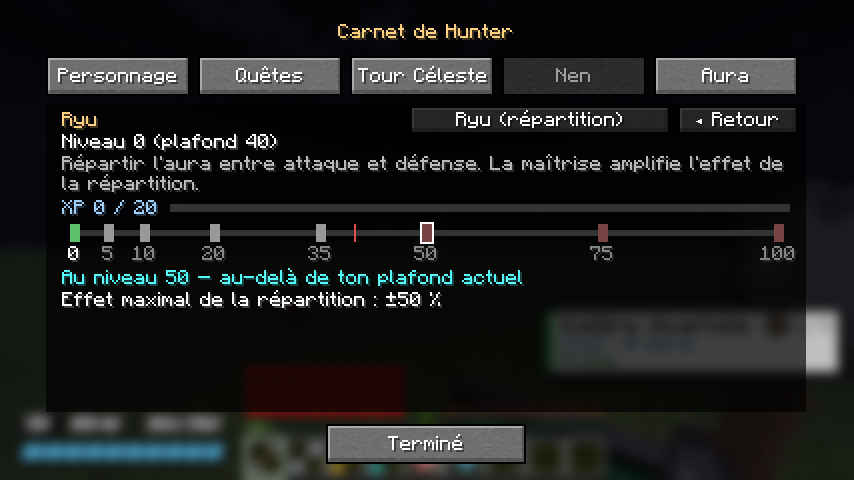 Carnet de Hunter
Personnage Quêtes Tour Céleste Nen Aura
Ryu Ryu (répartition) ◂ Retour
Niveau 0 (plafond 40)
Répartir l'aura entre attaque et défense. La maîtrise amplifie l'effet de
la répartition.
XP 0 / 20
0 5 10 20 35 50 75 100
Au niveau 50 — au-delà de ton plafond actuel
Effet maximal de la répartition : ±50 %
Terminé